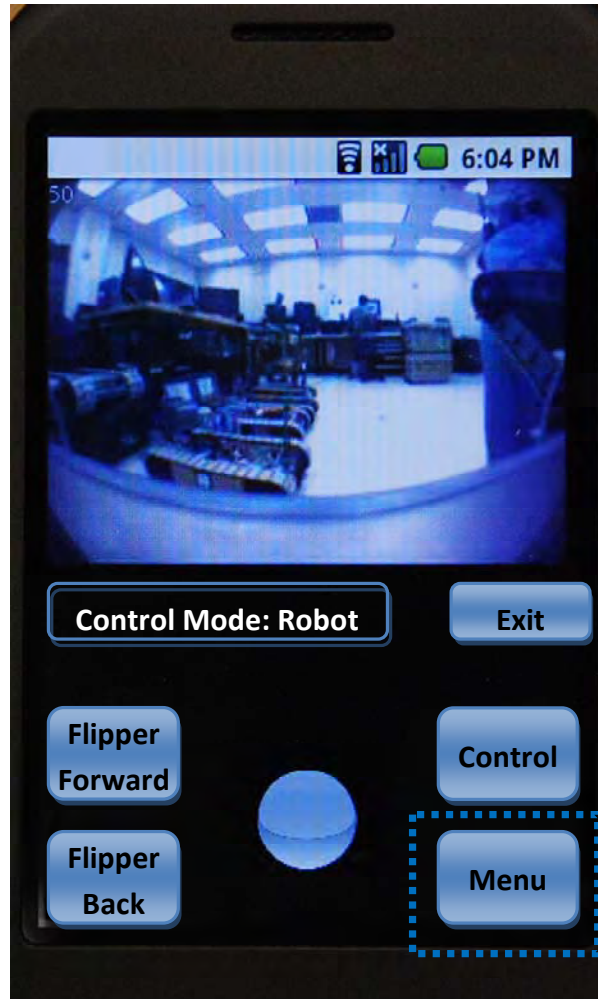 6:04 PM
50
Control Mode: Robot
Exit
Flipper
Forward
Control
Flipper
Back
Menu